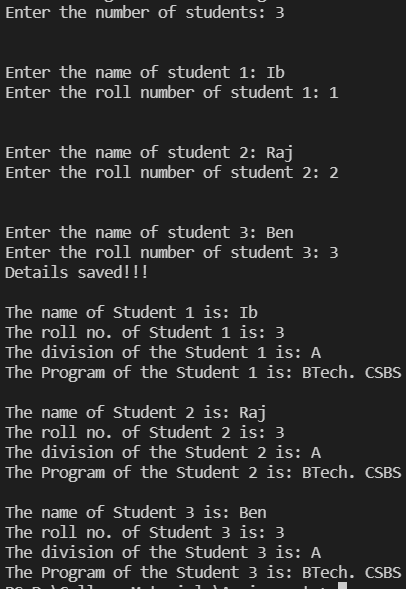 Enter the number of students: 3
Enter the name of student 1: Ib
Enter the roll number of student 1: 1
Enter the name of student 2: Raj
Enter the roll number of student 2: 2
Enter the name of student 3: Ben
Enter the roll number of student 3: 3
Details saved!!!
The name of Student 1 is: Ib
The roll no. of Student 1 is: 3
The division of the Student 1 is: A
The Program of the Student 1 is: BTech. CSBS
The name of Student 2 is: Raj
The roll no. of Student 2 is: 3
The division of the Student 2 is: A
The Program of the Student 2 is: BTech. CSBS
The name of Student 3 is: Ben
The roll no. of Student 3 is: 3
The division of the Student 3 is: A
The Program of the Student 3 is: BTech. CSBS